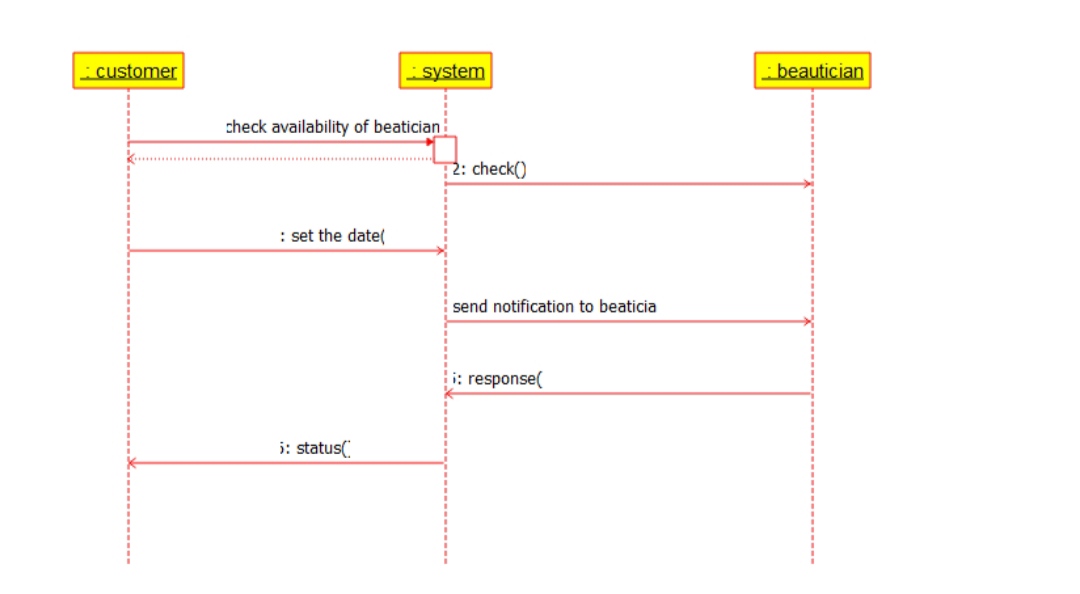 : customer
: system
: beautician
check availability of beatician
2: check()
: set the date(
send notification to beaticia
: response(
: status()